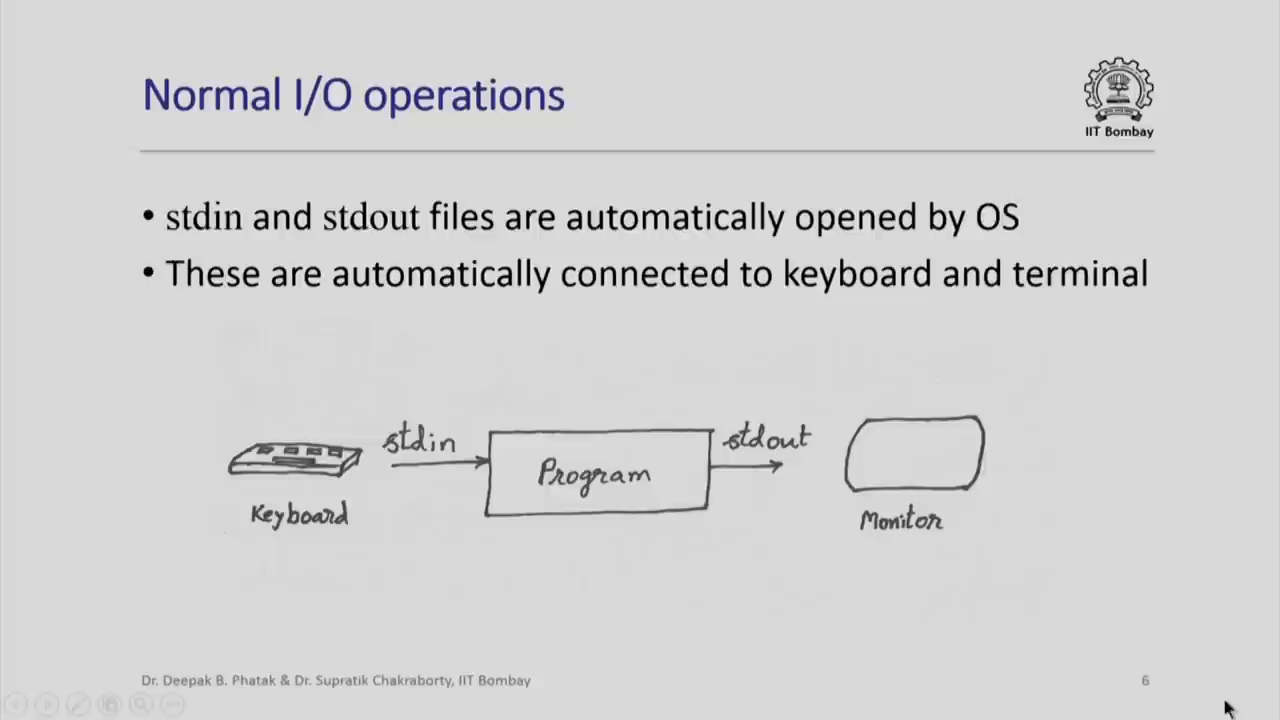 Normal I/O operations
IIT Bombay
• stdin and stdout files are automatically opened by OS
• These are automatically connected to keyboard and terminal
stdin
stdout
Program
Keyboard
Monitor
Dr. Deepak B. Phatak & Dr. Supratik Chakraborty, IIT Bombay
6